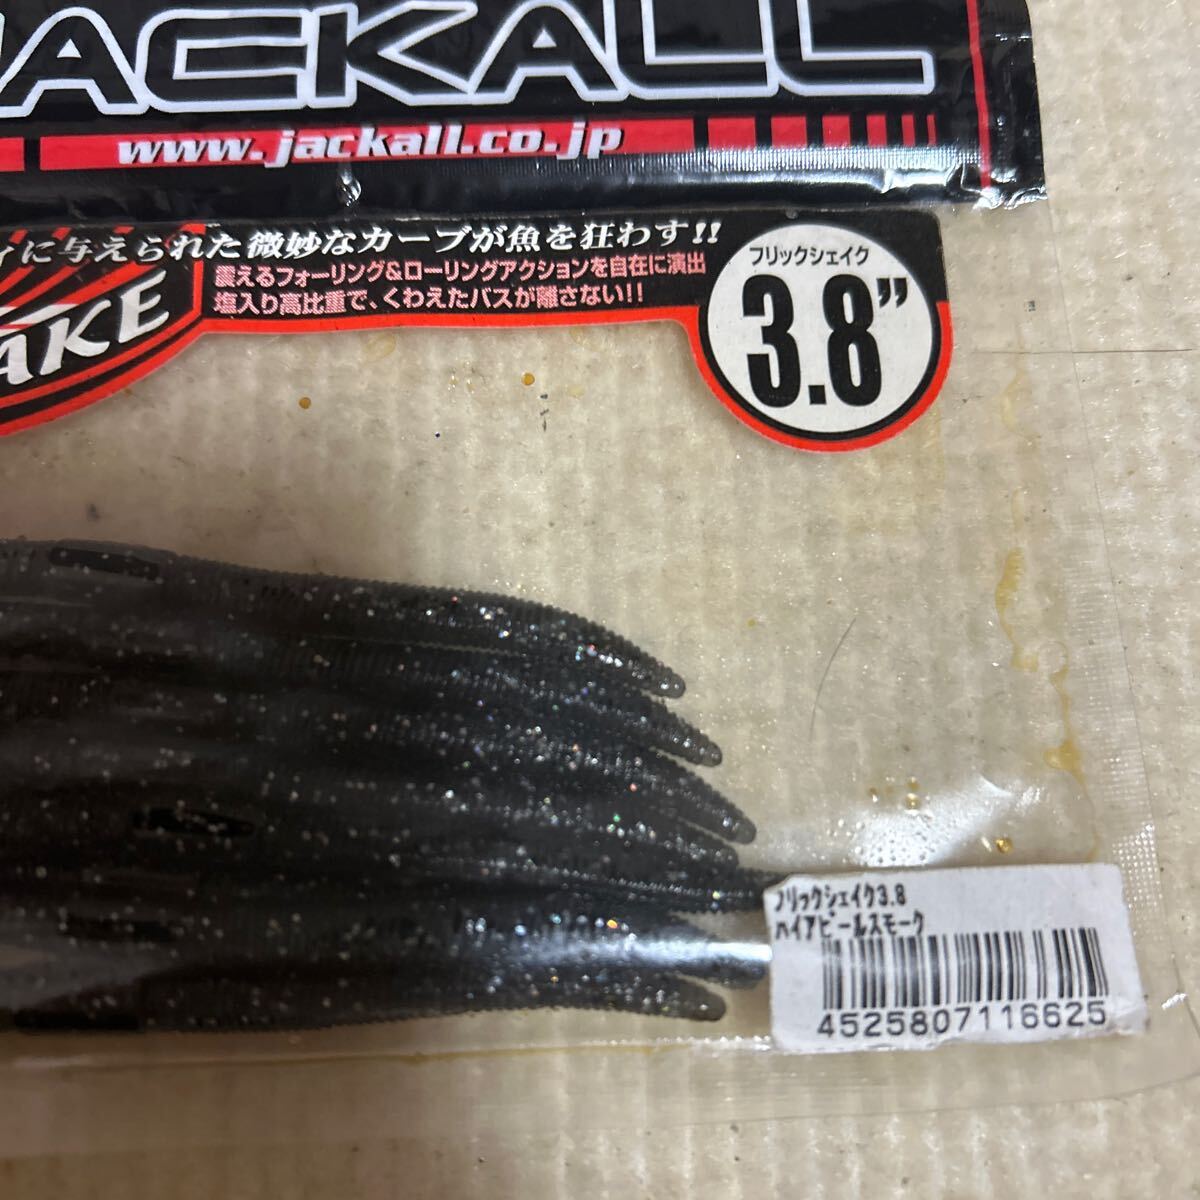 JACKALL
www.jackall.co.jp
ィに与えられた微妙なカーブが魚を狂わす!!
震えるフォーリング&ローリングアクションを自在に演出
塩入り高比重で、くわえたバスが離さない!!
AKE
フリックシェイク
3.8"
フリックシェイク3.8
ハイアピールスモーク
4525807116625